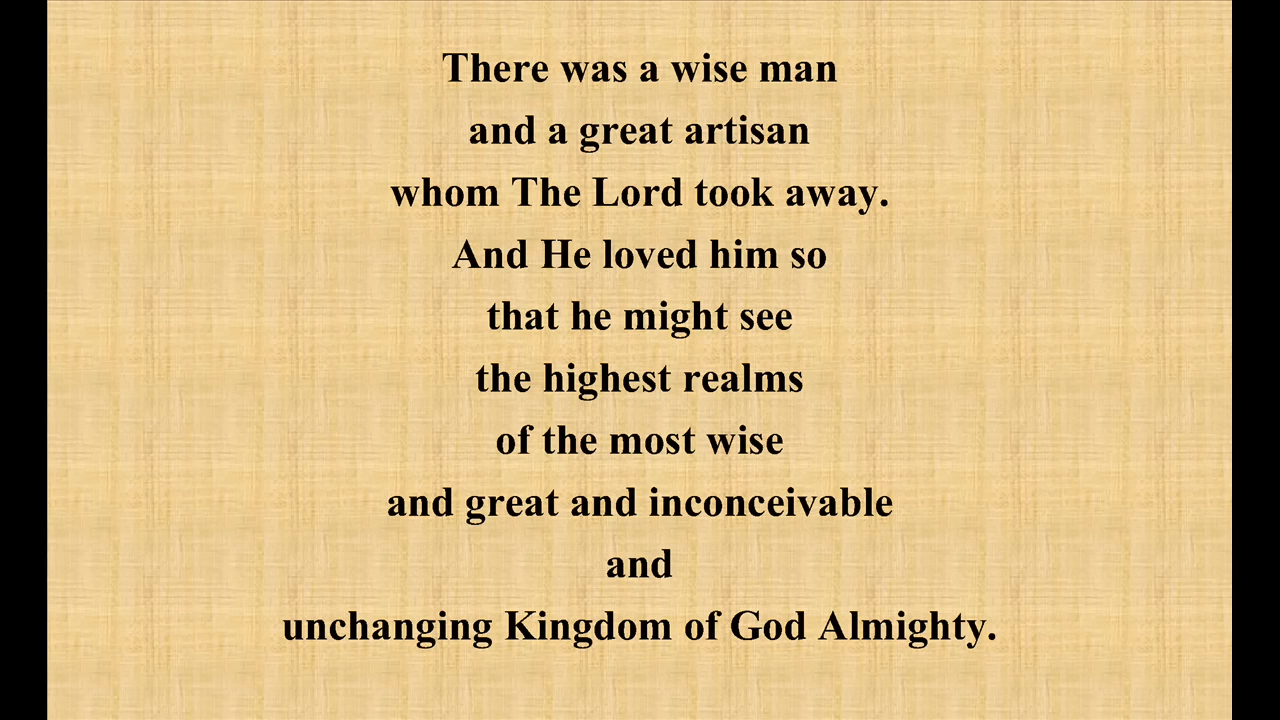 There was a wise man
and a great artisan
whom The Lord took away.
And He loved him so
that he might see
the highest realms
of the most wise
and great and inconceivable
and
unchanging Kingdom of God Almighty.